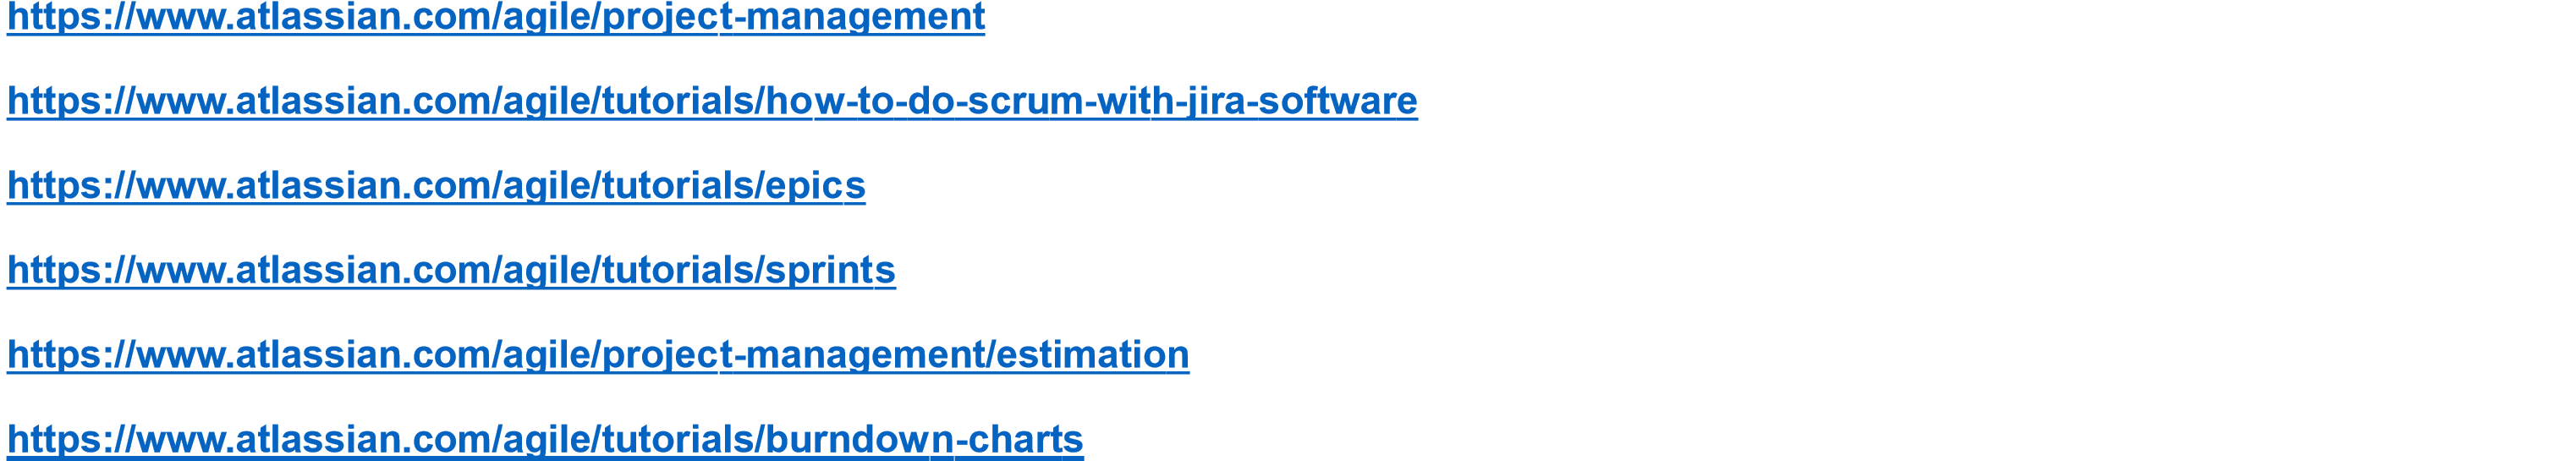 https://www.atlassian.com/agile/project-management
https://www.atlassian.com/agile/tutorials/how-to-do-scrum-with-jira-software
https://www.atlassian.com/agile/tutorials/epics
https://www.atlassian.com/agile/tutorials/sprints
https://www.atlassian.com/agile/project-management/estimation
https://www.atlassian.com/agile/tutorials/burndown-charts